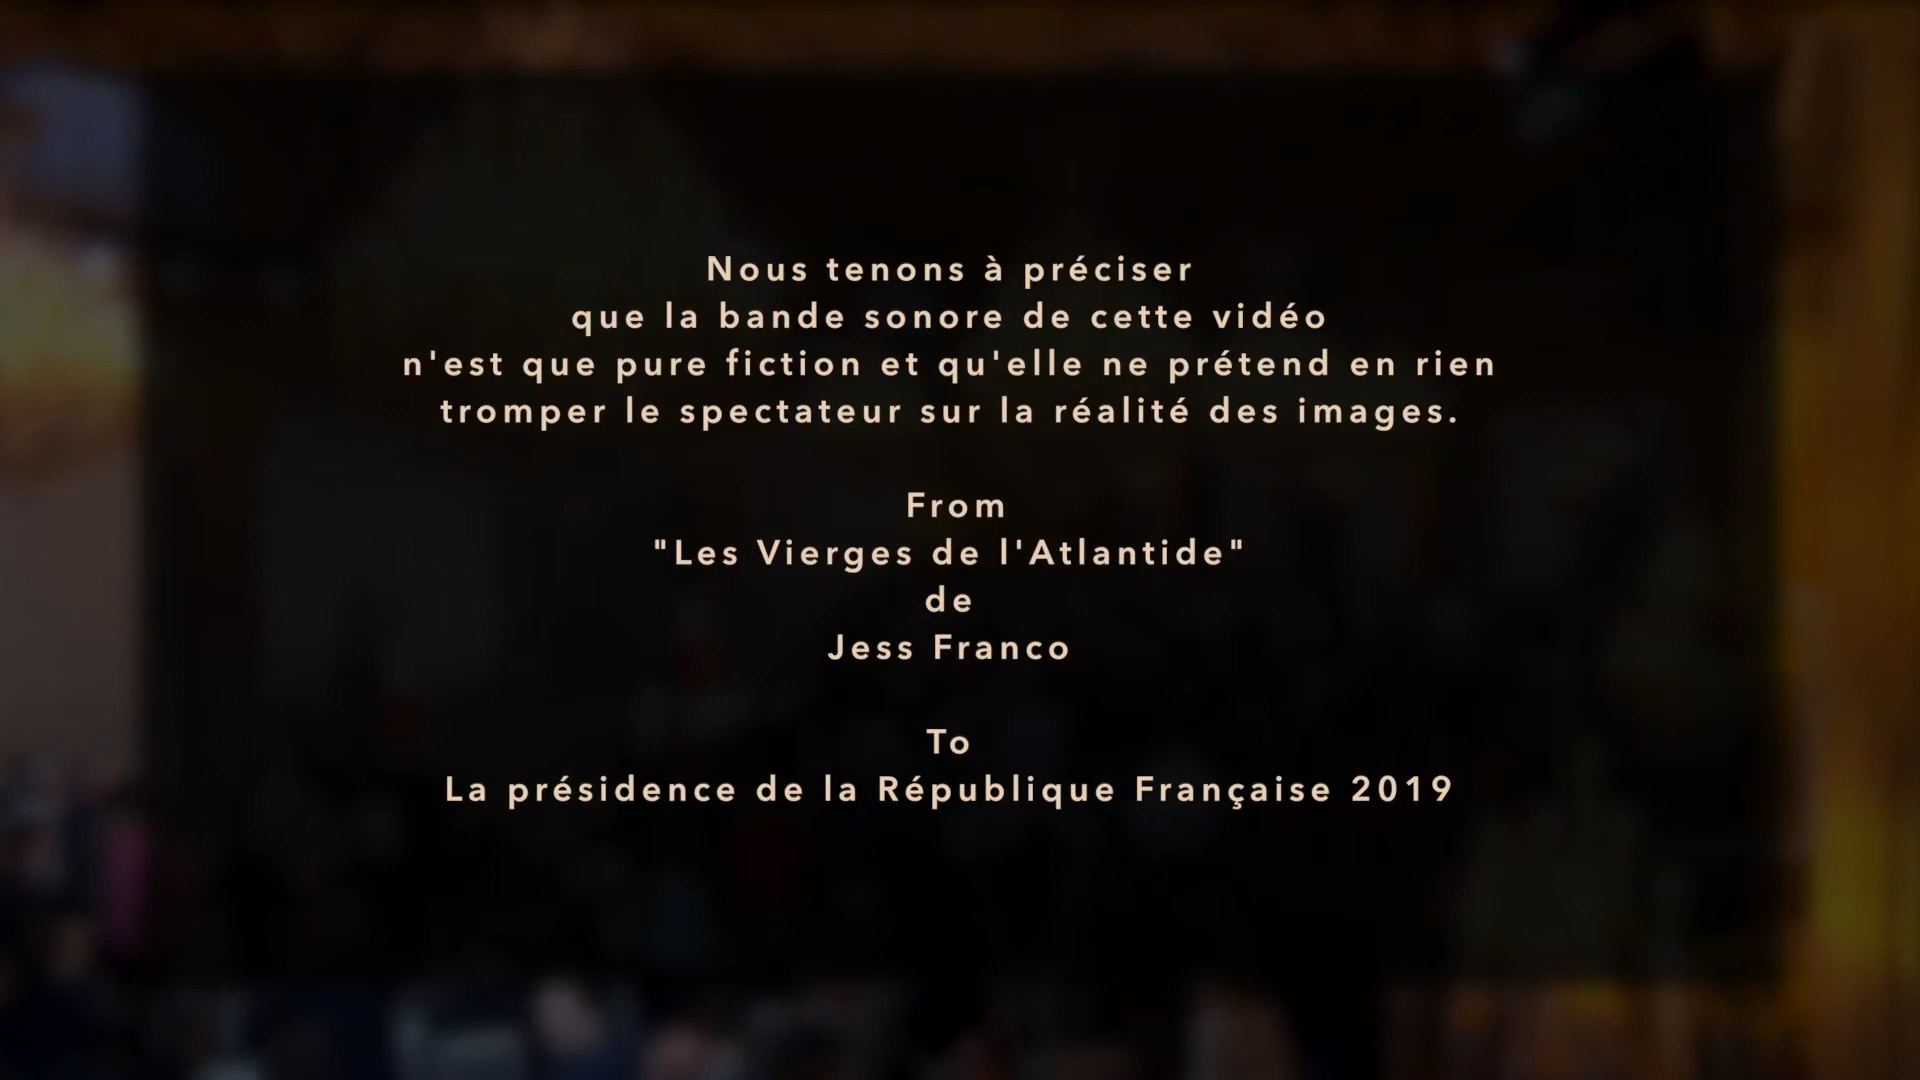 Nous tenons à préciser
que la bande sonore de cette vidéo
n'est que pure fiction et qu'elle ne prétend en rien
tromper le spectateur sur la réalité des images.
From
"Les Vierges de l'Atlantide"
de
Jess Franco
To
La présidence de la République Française 2019